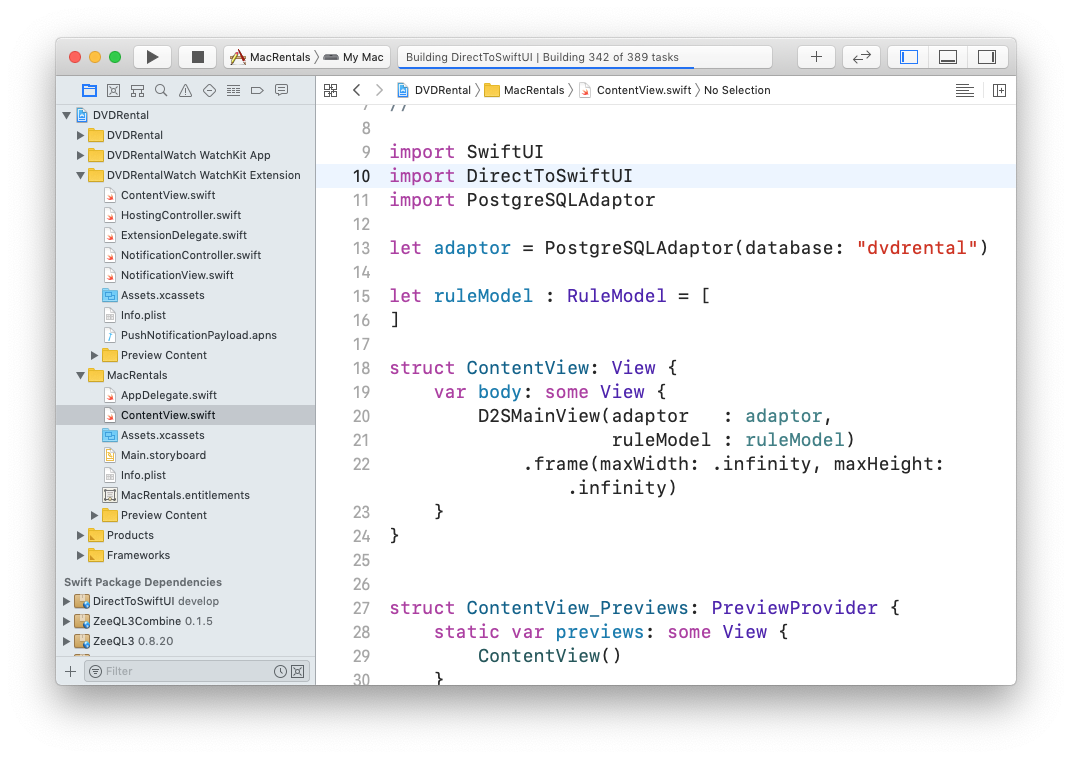 MacRentals 〉 My Mac
Building DirectToSwiftUI | Building 342 of 389 tasks
DVDRental 〉 MacRentals 〉 ContentView.swift 〉 No Selection
DVDRental
DVDRental
DVDRentalWatch WatchKit App
DVDRentalWatch WatchKit Extension
ContentView.swift
HostingController.swift
ExtensionDelegate.swift
NotificationController.swift
NotificationView.swift
Assets.xcassets
Info.plist
PushNotificationPayload.apns
Preview Content
MacRentals
AppDelegate.swift
ContentView.swift
Assets.xcassets
Main.storyboard
Info.plist
MacRentals.entitlements
Preview Content
Products
Frameworks
Swift Package Dependencies
DirectToSwiftUI develop
ZeeQL3Combine 0.1.5
ZeeQL3 0.8.20
Filter
7 //
8
9 import SwiftUI
10 import DirectToSwiftUI
11 import PostgreSQLAdaptor
12
13 let adaptor = PostgreSQLAdaptor(database: "dvdrental")
14
15 let ruleModel : RuleModel = [
16 ]
17
18 struct ContentView: View {
19 var body: some View {
20 D2SMainView(adaptor : adaptor,
21 ruleModel : ruleModel)
22 .frame(maxWidth: .infinity, maxHeight:
.infinity)
23 }
24 }
25
26
27 struct ContentView_Previews: PreviewProvider {
28 static var previews: some View {
29 ContentView()
30 }